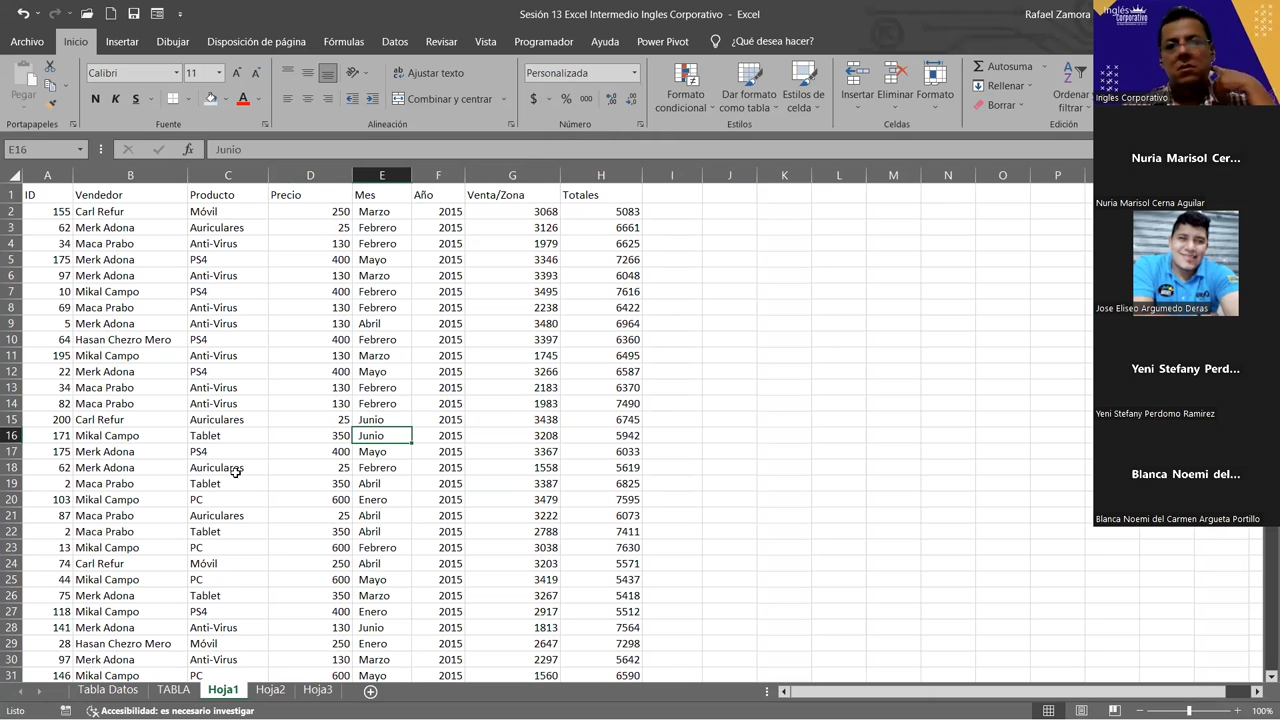 Sesión 13 Excel Intermedio Ingles Corporativo - Excel
Rafael Zamora
Archivo Inicio Insertar Dibujar Disposición de página Fórmulas Datos Revisar Vista Programador Ayuda Power Pivot ¿Qué desea hacer?
Pegar
Calibri 11
N K S
Ajustar texto
Combinar y centrar
Personalizada
$ % 000
Formato condicional
Dar formato como tabla
Estilos de celda
Insertar Eliminar Formato
Autosuma
Rellenar
Borrar
Ordenar
filtrar
Portapapeles Fuente Alineación Número Estilos Celdas Edición
E16 fx Junio
A B C D E F G H I J K L M N O P
1 ID Vendedor Producto Precio Mes Año Venta/Zona Totales
2 155 Carl Refur Móvil 250 Marzo 2015 3068 5083
3 62 Merk Adona Auriculares 25 Febrero 2015 3126 6661
4 34 Maca Prabo Anti-Virus 130 Febrero 2015 1979 6625
5 175 Merk Adona PS4 400 Mayo 2015 3346 7266
6 97 Merk Adona Anti-Virus 130 Marzo 2015 3393 6048
7 10 Mikal Campo PS4 400 Febrero 2015 3495 7616
8 69 Maca Prabo Anti-Virus 130 Febrero 2015 2238 6422
9 5 Merk Adona Anti-Virus 130 Abril 2015 3480 6964
10 64 Hasan Chezro Mero PS4 400 Febrero 2015 3397 6360
11 195 Mikal Campo Anti-Virus 130 Marzo 2015 1745 6495
12 22 Merk Adona PS4 400 Mayo 2015 3266 6587
13 34 Maca Prabo Anti-Virus 130 Febrero 2015 2183 6370
14 82 Maca Prabo Anti-Virus 130 Febrero 2015 1983 7490
15 200 Carl Refur Auriculares 25 Junio 2015 3438 6745
16 171 Mikal Campo Tablet 350 Junio 2015 3208 5942
17 175 Merk Adona PS4 400 Mayo 2015 3367 6033
18 62 Merk Adona Auriculares 25 Febrero 2015 1558 5619
19 2 Maca Prabo Tablet 350 Abril 2015 3387 6825
20 103 Mikal Campo PC 600 Enero 2015 3479 7595
21 87 Maca Prabo Auriculares 25 Abril 2015 3222 6073
22 2 Maca Prabo Tablet 350 Abril 2015 2788 7411
23 13 Mikal Campo PC 600 Febrero 2015 3038 7630
24 74 Carl Refur Móvil 250 Abril 2015 3203 5571
25 44 Mikal Campo PC 600 Mayo 2015 3419 5437
26 75 Merk Adona Tablet 350 Marzo 2015 3267 5418
27 118 Mikal Campo PS4 400 Enero 2015 2917 5512
28 141 Merk Adona Anti-Virus 130 Junio 2015 1813 7564
29 28 Hasan Chezro Mero Móvil 250 Enero 2015 2647 7298
30 97 Merk Adona Anti-Virus 130 Marzo 2015 2297 5642
31 146 Mikal Campo PC 600 Mayo 2015 1560 6590
Tabla Datos TABLA Hoja1 Hoja2 Hoja3
Listo Accesibilidad: es necesario investigar 100%
Inglés
Corporativo
Ingles Corporativo
Nuria Marisol Cer...
Nuria Marisol Cerna Aguilar
Jose Eliseo Argumedo Deras
Yeni Stefany Perd...
Yeni Stefany Perdomo Ramirez
Blanca Noemi del...
Blanca Noemi del Carmen Argueta Portillo